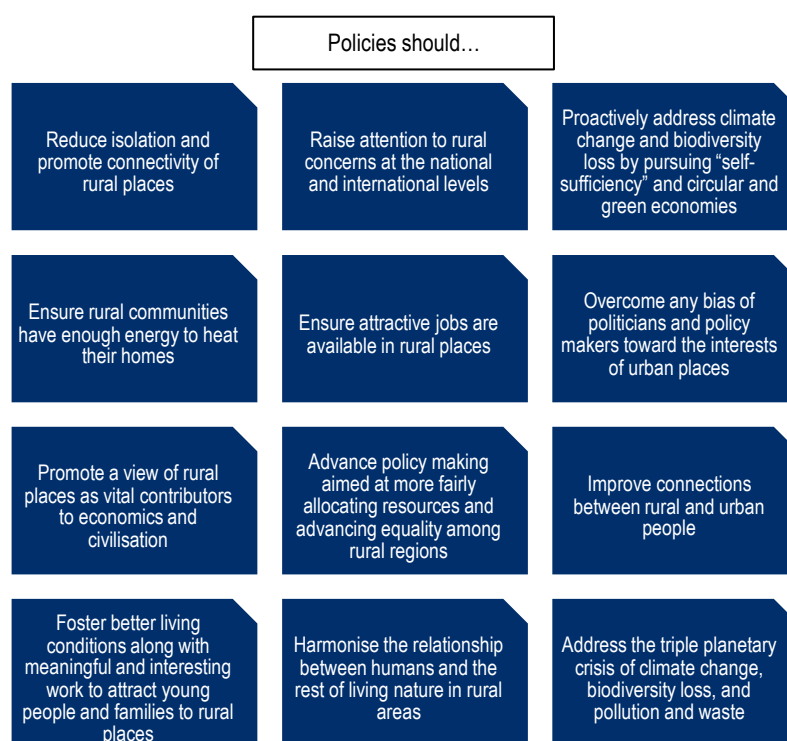 Policies should…
Reduce isolation and
promote connectivity of
rural places
Raise attention to rural
concerns at the national
and international levels
Proactively address climate
change and biodiversity
loss by pursuing “self-
sufficiency” and circular and
green economies
Ensure rural communities
have enough energy to heat
their homes
Ensure attractive jobs are
available in rural places
Overcome any bias of
politicians and policy
makers toward the interests
of urban places
Promote a view of rural
places as vital contributors
to economics and
civilisation
Advance policy making
aimed at more fairly
allocating resources and
advancing equality among
rural regions
Improve connections
between rural and urban
people
Foster better living
conditions along with
meaningful and interesting
work to attract young
people and families to rural
places
Harmonise the relationship
between humans and the
rest of living nature in rural
areas
Address the triple planetary
crisis of climate change,
biodiversity loss, and
pollution and waste